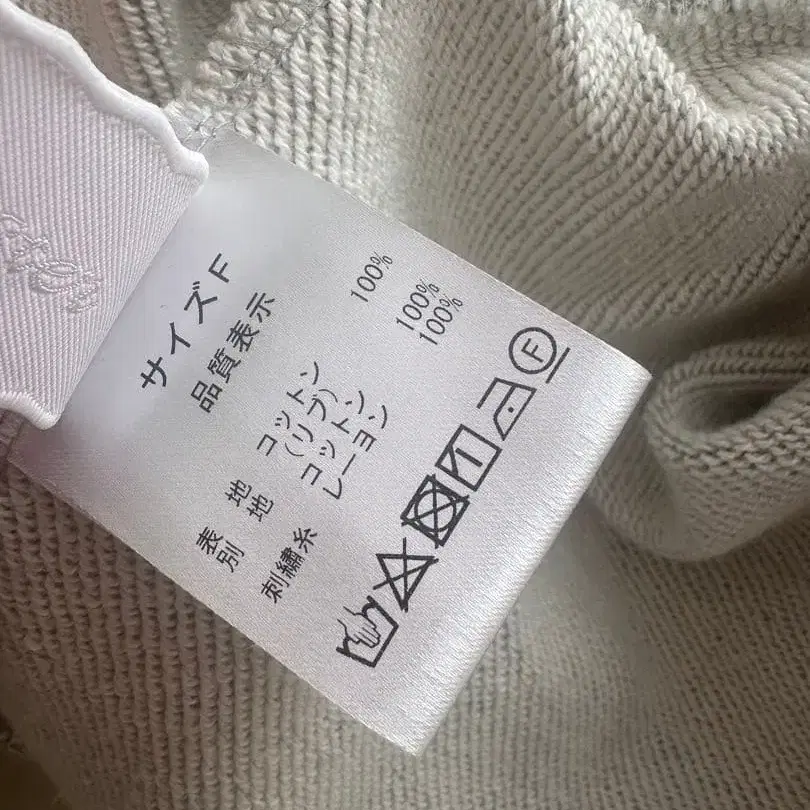 サイズ F
品質表示
表地 コットン 100%
別地 (リブ)
コットン 100%
刺繍糸 レーヨン 100%
F